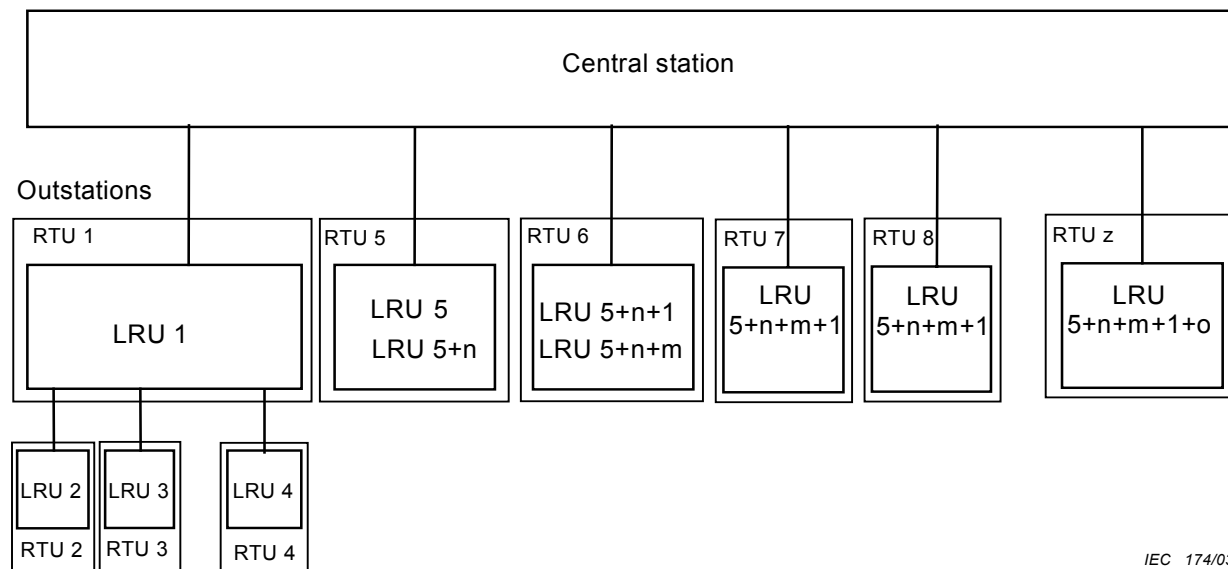 Central station
Outstations
RTU 1
RTU 5
RTU 6
RTU 7
RTU 8
RTU z
LRU 1
LRU 5
LRU 5+n
LRU 5+n+1
LRU 5+n+m
LRU
5+n+m+1
LRU
5+n+m+1
LRU
5+n+m+1+o
LRU 2
LRU 3
LRU 4
RTU 2
RTU 3
RTU 4
IEC 174/03